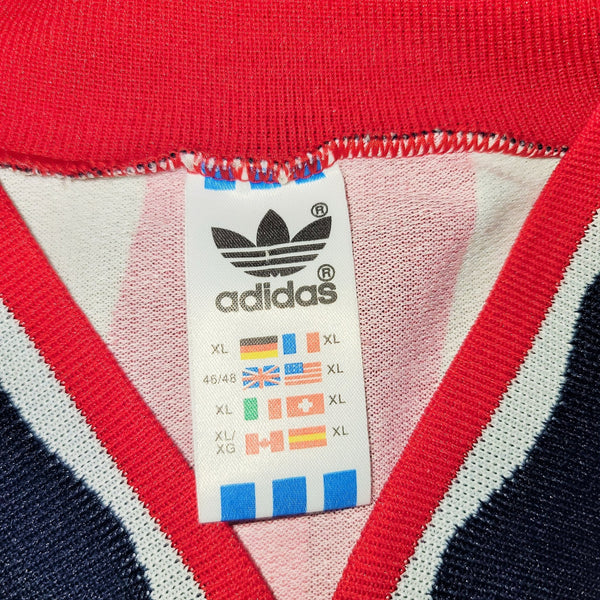 ®
adidas®
XL XL
46/48 XL
XL XL
XL/ XL
XG